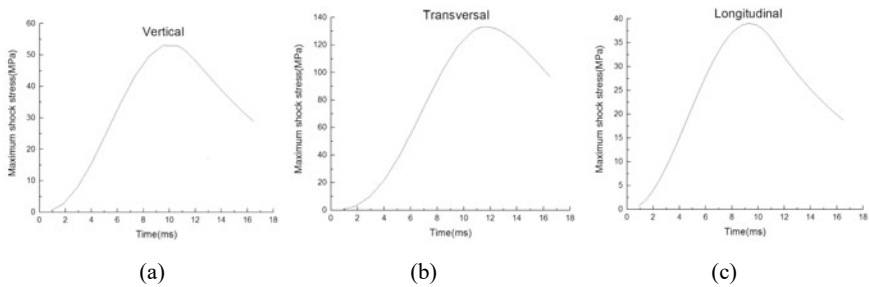 Vertical
Maximum shock stress(MPa)
60
50
40
30
20
10
0
0 2 4 6 8 10 12 14 16 18
Time(ms)
(a)
Transversal
Maximum shock stress(MPa)
140
120
100
80
60
40
20
0
0 2 4 6 8 10 12 14 16 18
Time(ms)
(b)
Longitudinal
Maximum shock stress(MPa)
40
35
30
25
20
15
10
5
0
0 2 4 6 8 10 12 14 16 18
Time(ms)
(c)